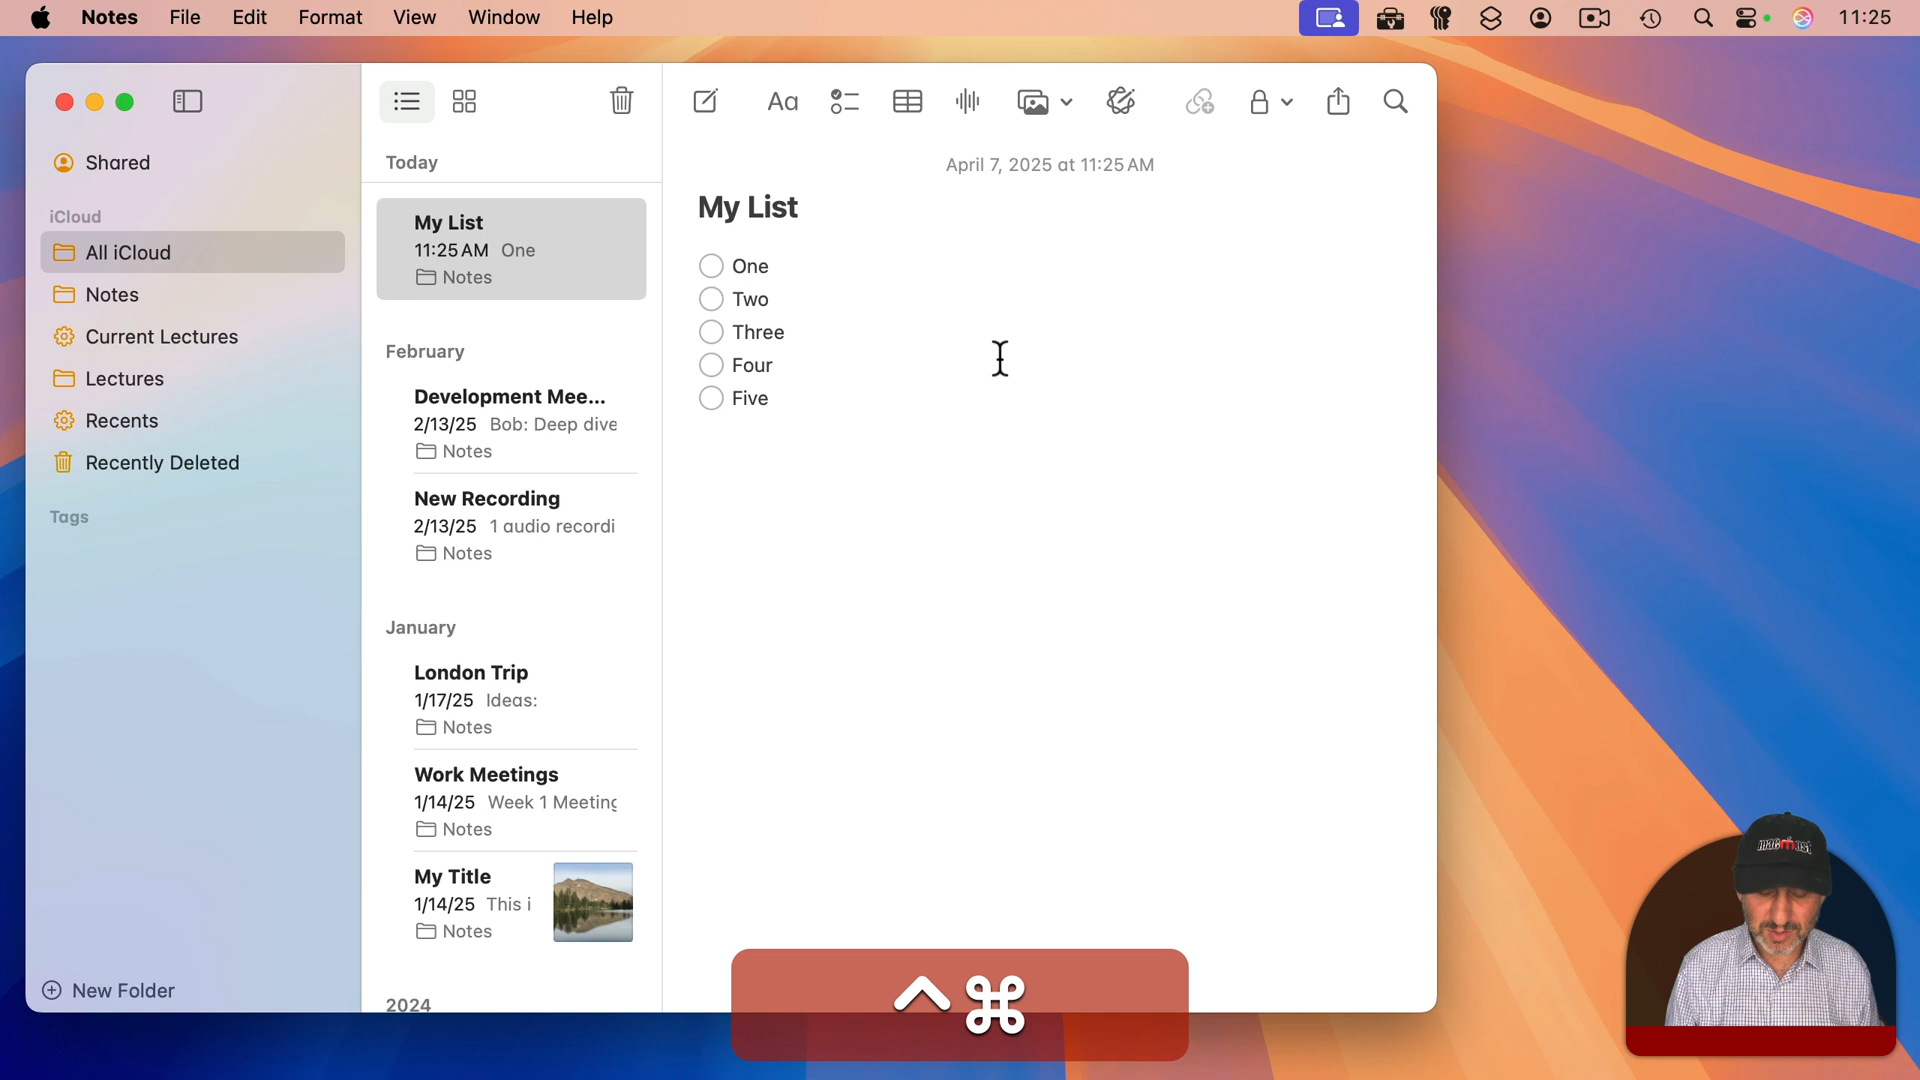 Notes File Edit Format View Window Help 11:25
Shared
iCloud
All iCloud
Notes
Current Lectures
Lectures
Recents
Recently Deleted
Tags
New Folder
Today
My List
11:25 AM One
Notes
February
Development Mee...
2/13/25 Bob: Deep dive
Notes
New Recording
2/13/25 1 audio recordi
Notes
January
London Trip
1/17/25 Ideas:
Notes
Work Meetings
1/14/25 Week 1 Meeting
Notes
My Title
1/14/25 This i
Notes
2024
Aa
April 7, 2025 at 11:25 AM
My List
One
Two
Three
Four
Five
^⌘
macmost